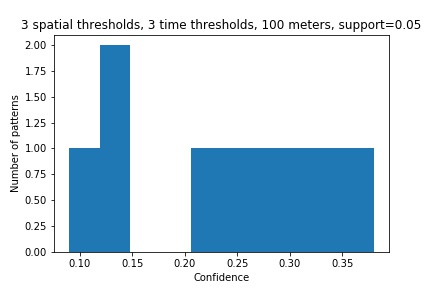 3 spatial thresholds, 3 time thresholds, 100 meters, support=0.05
2.00
1.75
1.50
1.25
1.00
0.75
0.50
0.25
0.00
Number of patterns
0.10 0.15 0.20 0.25 0.30 0.35
Confidence